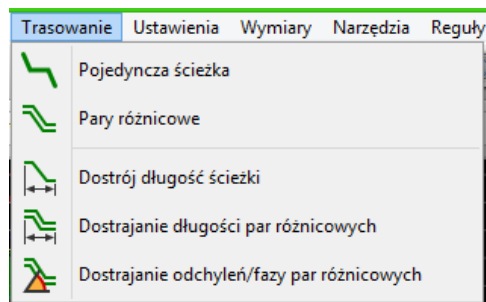 Trasowanie Ustawienia Wymiary Narzędzia Reguły
Pojedyncza ścieżka
Pary różnicowe
Dostrój długość ścieżki
Dostrajanie długości par różnicowych
Dostrajanie odchyleń/fazy par różnicowych